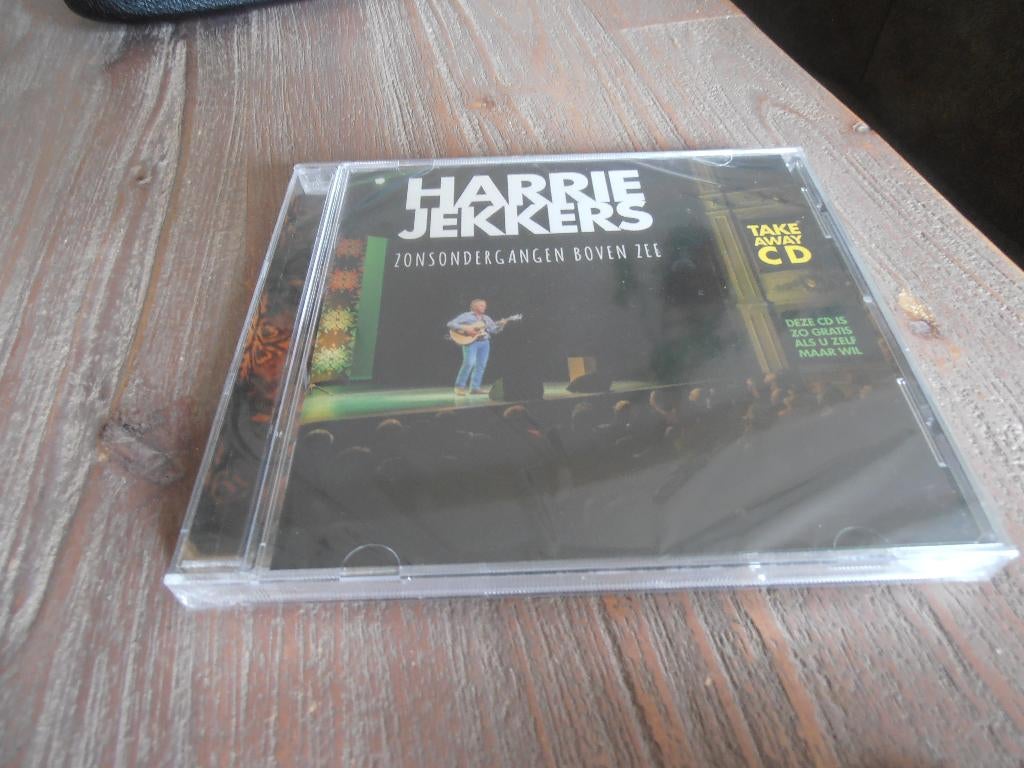 HARRIE
JEKKERS
ZONSONDERGANGEN BOVEN ZEE
TAKE
AWAY
CD
DEZE CD IS
ZO GRATIS
ALS U ZELF
MAAR WIL